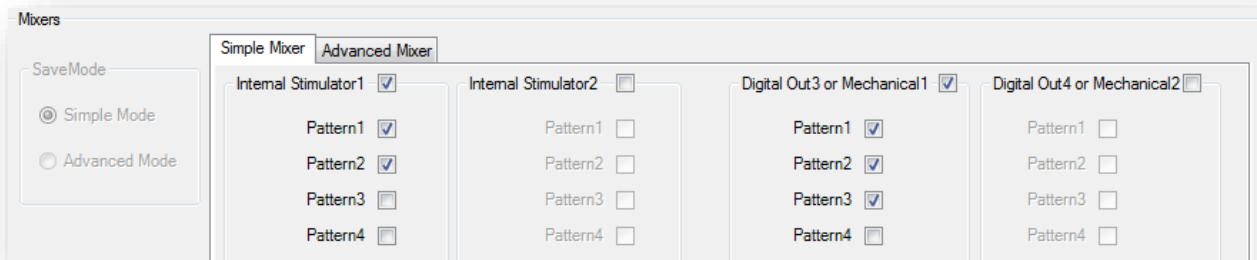 Mixers
Simple Mixer Advanced Mixer
SaveMode
Simple Mode
Advanced Mode
Internal Stimulator1
Pattern1
Pattern2
Pattern3
Pattern4
Internal Stimulator2
Pattern1
Pattern2
Pattern3
Pattern4
Digital Out3 or Mechanical1
Pattern1
Pattern2
Pattern3
Pattern4
Digital Out4 or Mechanical2
Pattern1
Pattern2
Pattern3
Pattern4